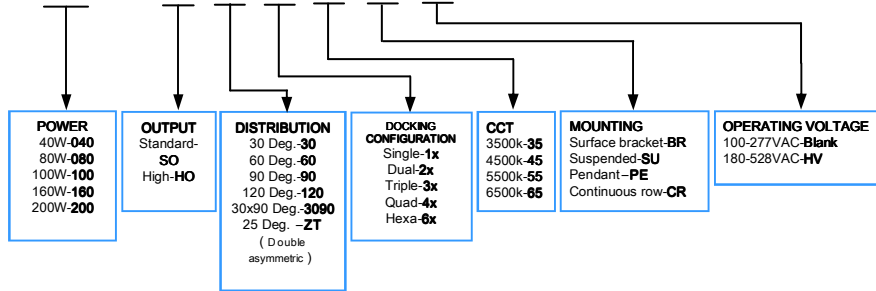 POWER
40W-040
80W-080
100W-100
160W-160
200W-200
OUTPUT
Standard-
SO
High-HO
DISTRIBUTION
30 Deg.-30
60 Deg.-60
90 Deg.-90
120 Deg.-120
30x90 Deg.-3090
25 Deg. –ZT
( Double
asymmetric )
DOCKING
CONFIGURATION
Single-1x
Dual-2x
Triple-3x
Quad-4x
Hexa-6x
CCT
3500k-35
4500k-45
5500k-55
6500k-65
MOUNTING
Surface bracket-BR
Suspended-SU
Pendant–PE
Continuous row-CR
OPERATING VOLTAGE
100-277VAC-Blank
180-528VAC-HV